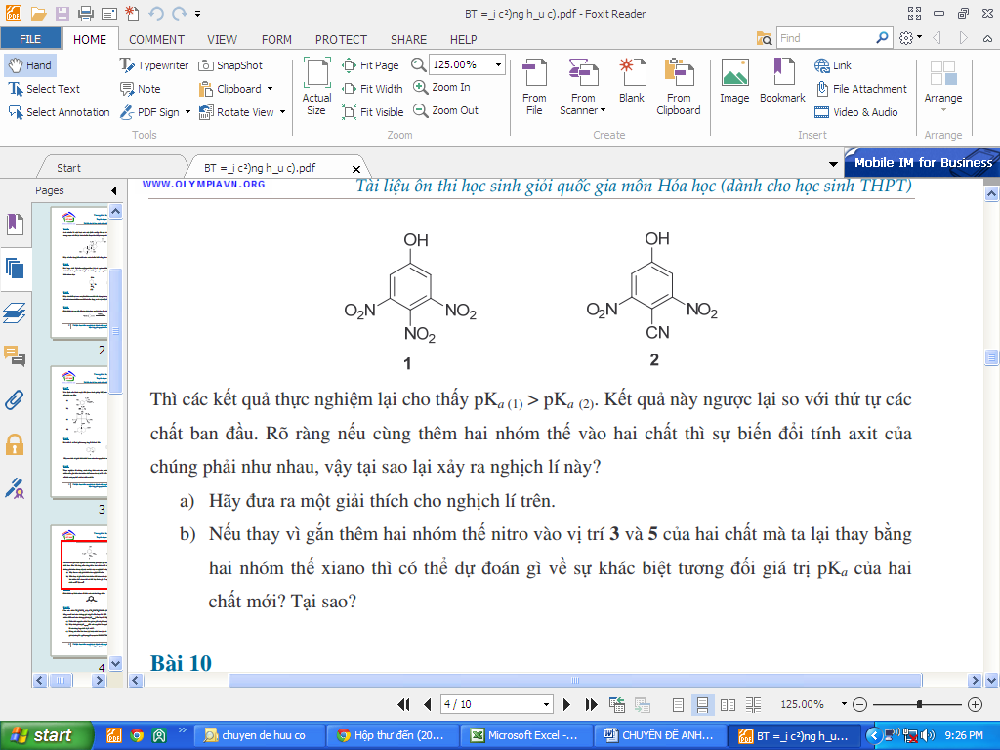 BT =_i c²)ng h_u c).pdf - Foxit Reader
FILE HOME COMMENT VIEW FORM PROTECT SHARE HELP
Find
Hand
Select Text
Select Annotation
Typewriter
Note
PDF Sign
SnapShot
Clipboard
Rotate View
Tools
Actual Size
Fit Page
Fit Width
Fit Visible
125.00%
Zoom In
Zoom Out
Zoom
From File
From Scanner
Blank
From Clipboard
Create
Image
Bookmark
Link
File Attachment
Video & Audio
Insert
Arrange
Arrange
Start
BT =_i c²)ng h_u c).pdf
Mobile IM for Business
Pages
2
3
4
WWW.OLYMPIAVN.ORG
Tài liệu ôn thi học sinh giỏi quốc gia môn Hóa học (dành cho học sinh THPT)
OH
O2N
NO2
NO2
1
OH
O2N
NO2
CN
2
Thì các kết quả thực nghiệm lại cho thấy pKa (1) > pKa (2). Kết quả này ngược lại so với thứ tự các
chất ban đầu. Rõ ràng nếu cùng thêm hai nhóm thế vào hai chất thì sự biến đổi tính axit của
chúng phải như nhau, vậy tại sao lại xảy ra nghịch lí này?
a) Hãy đưa ra một giải thích cho nghịch lí trên.
b) Nếu thay vì gắn thêm hai nhóm thế nitro vào vị trí 3 và 5 của hai chất mà ta lại thay bằng
hai nhóm thế xiano thì có thể dự đoán gì về sự khác biệt tương đối giá trị pKa của hai
chất mới? Tại sao?
Bài 10
4 / 10
125.00%
start
chuyen de huu co
Hộp thư đến (20...
Microsoft Excel -...
CHUYÊN ĐỀ ANH...
BT =_i c²)ng h_u...
9:26 PM